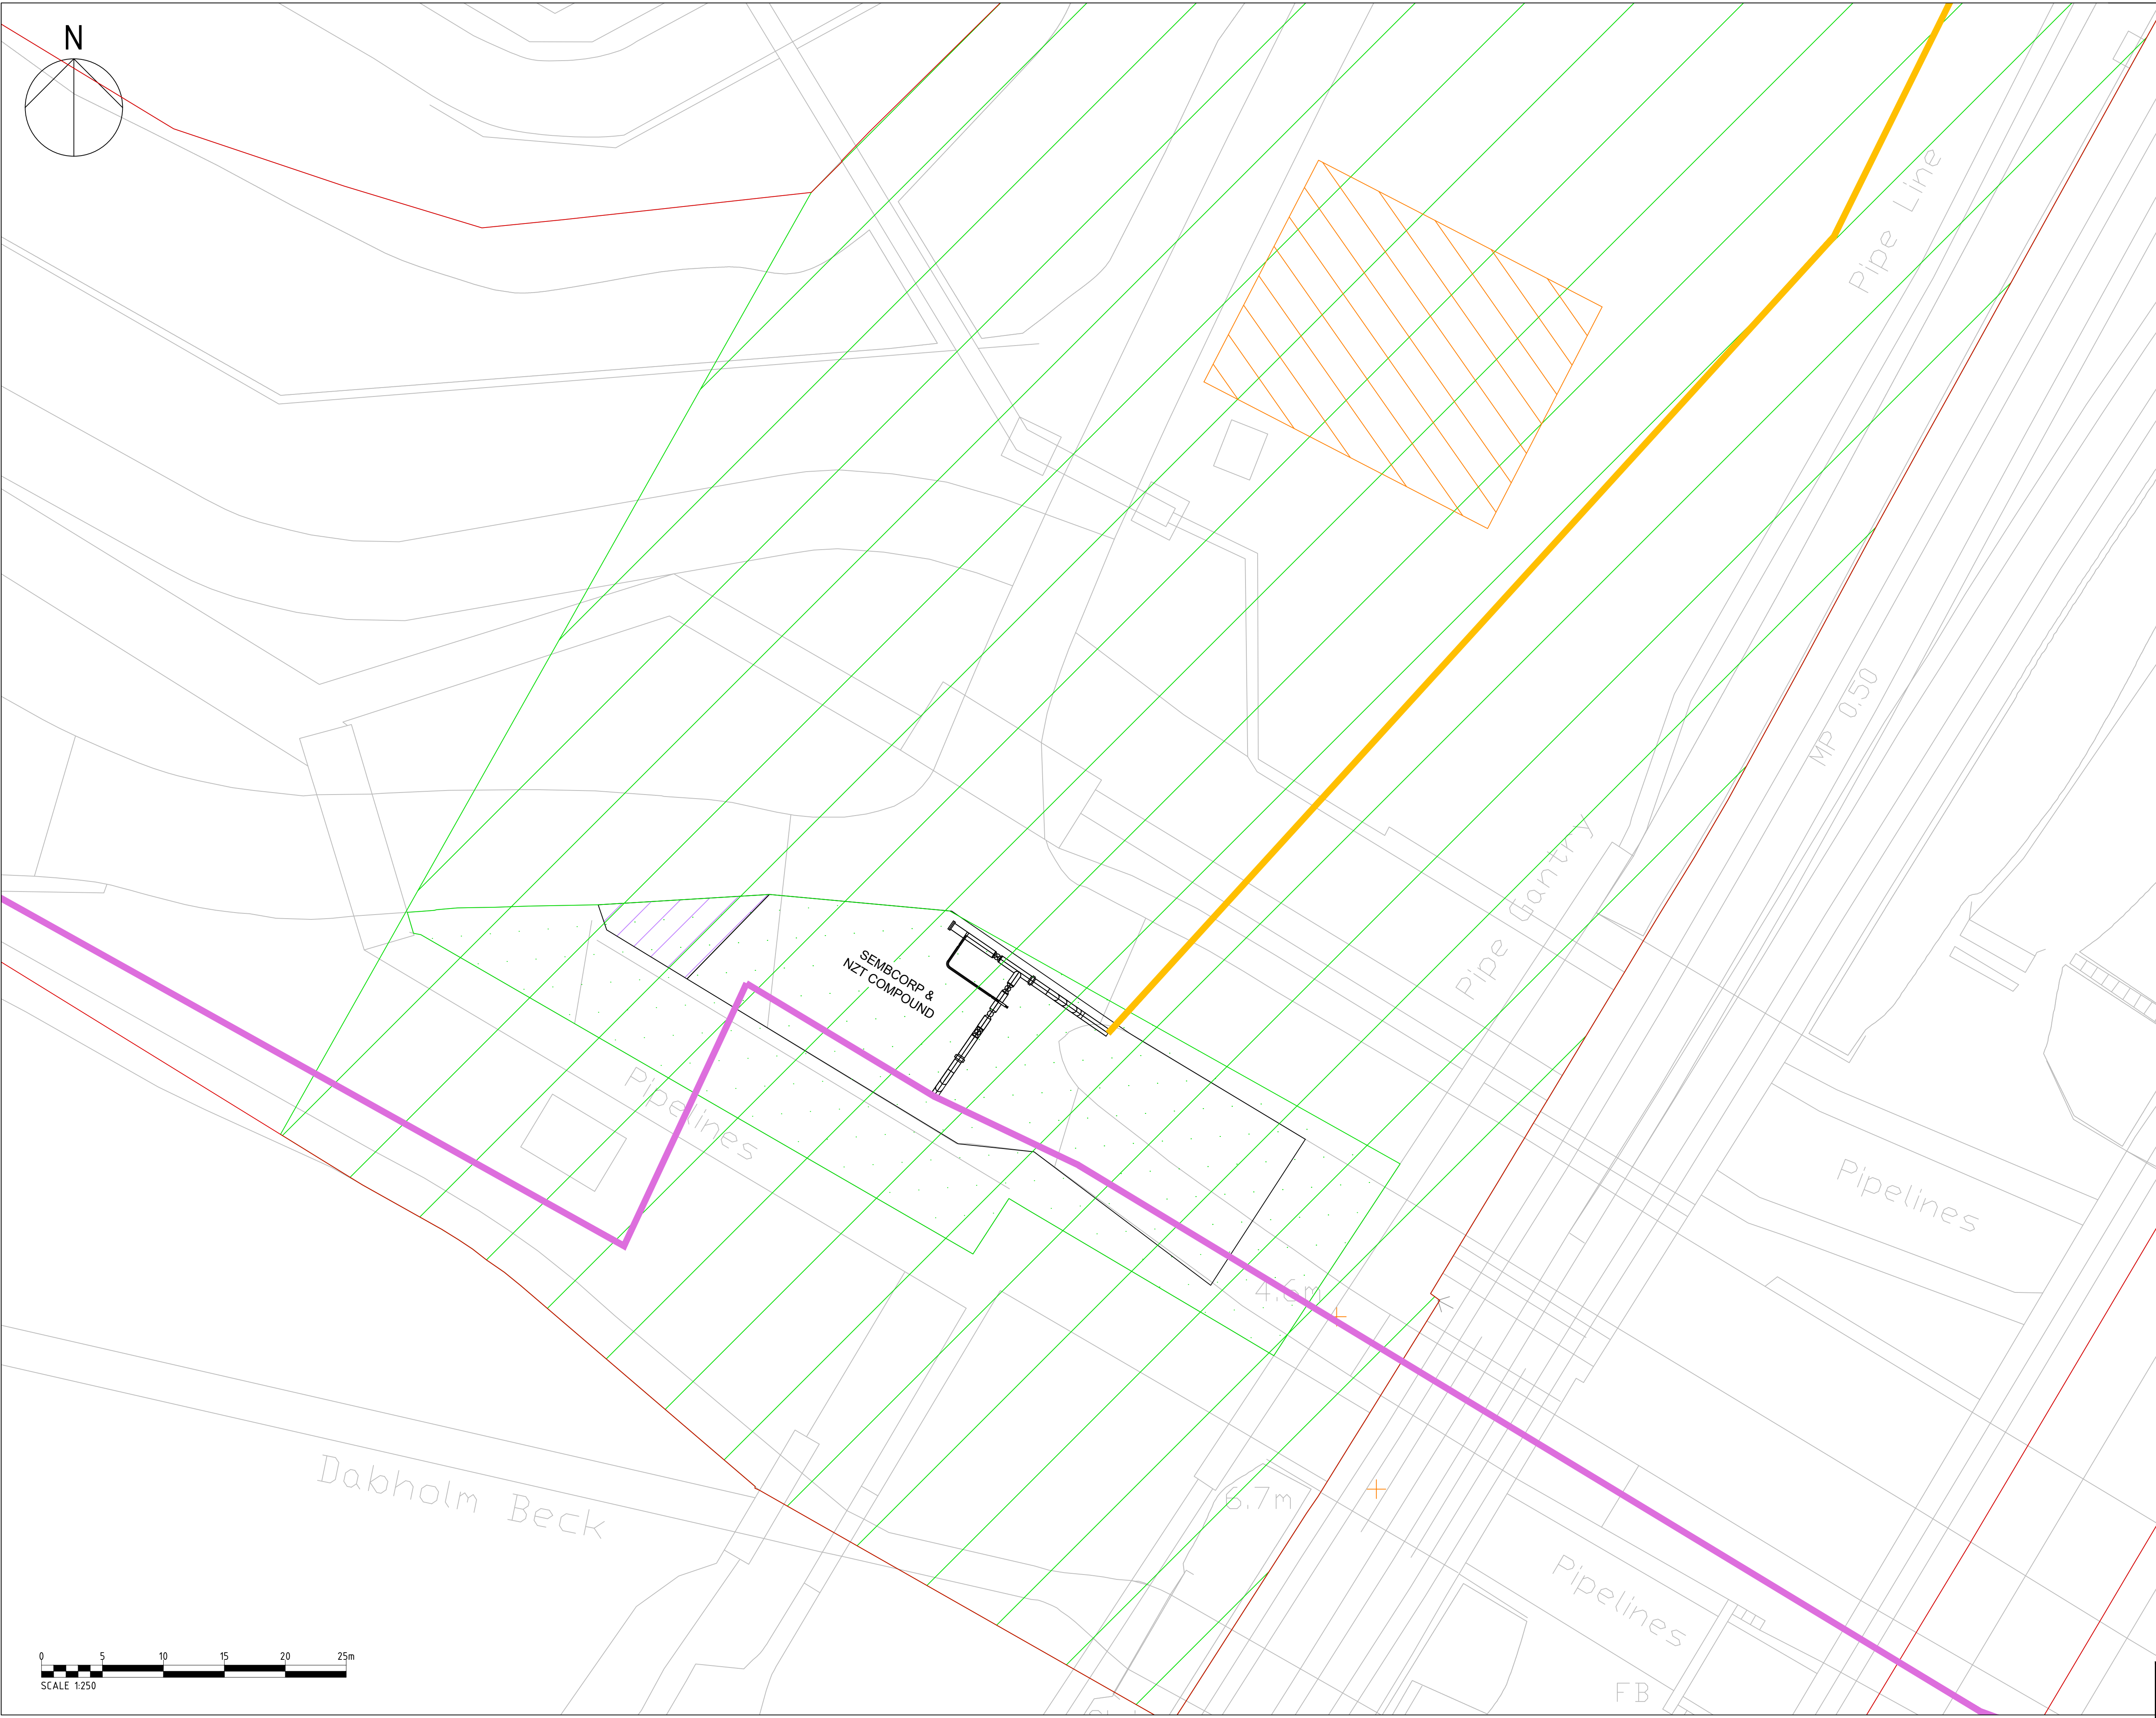 N
Pipe Line
MP 0.50
Pipe Gantry
SEMBCORP &
NZT COMPOUND
Pipelines
Pipelines
4.6m
Dabholm Beck
6.7m
Pipelines
FB
0 5 10 15 20 25m
SCALE 1:250